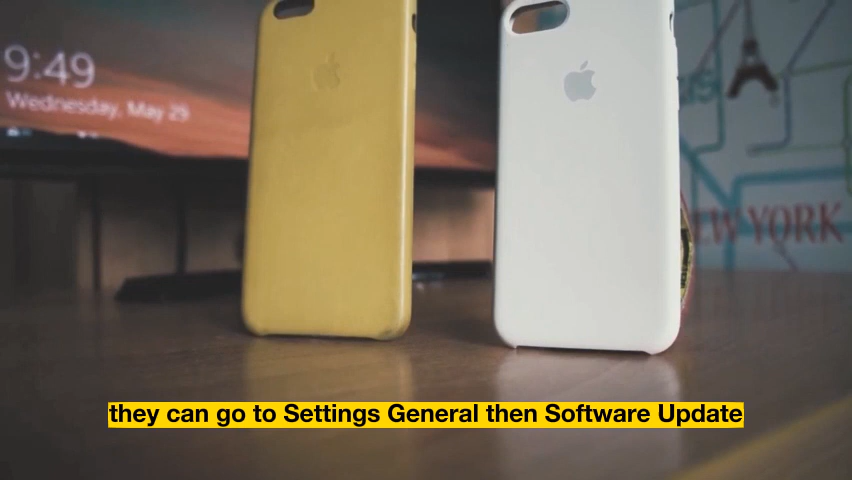 9:49
Wednesday, May 29
NEW YORK
they can go to Settings General then Software Update